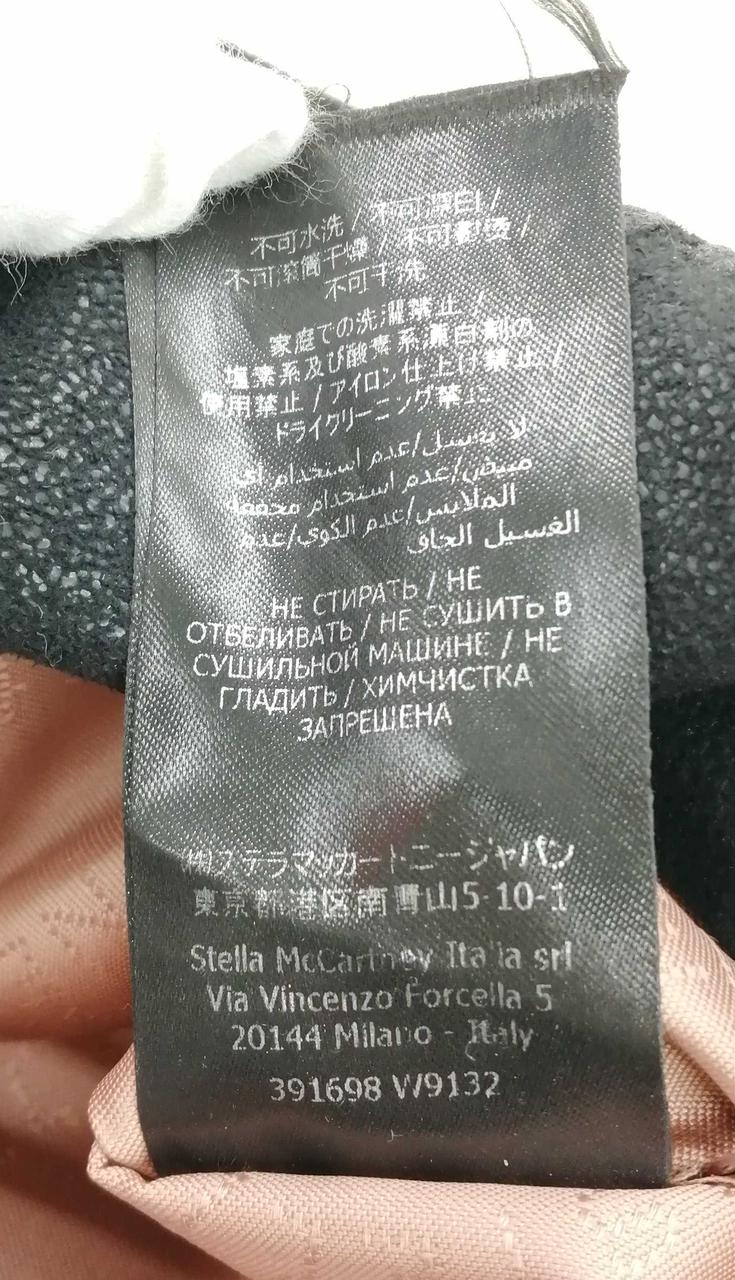 不可水洗 / 不可漂白 /
不可滚筒干燥 / 不可熨烫 /
不可干洗
家庭での洗濯禁止 /
塩素系及び酸素系漂白剤の
使用禁止 / アイロン仕上げ禁止 /
ドライクリーニング禁止
لا يغسل/عدم استخدام اي
مبيض/عدم استخدام مجففة
الملابس/عدم الكوي/عدم
الغسيل الجاف
НЕ СТИРАТЬ / НЕ
ОТБЕЛИВАТЬ / НЕ СУШИТЬ В
СУШИЛЬНОЙ МАШИНЕ / НЕ
ГЛАДИТЬ / ХИМЧИСТКА
ЗАПРЕШЕНА
㈱ステラマッカートニージャパン
東京都港区南青山5-10-1
Stella McCartney Italia srl
Via Vincenzo Forcella 5
20144 Milano - Italy
391698 W9132